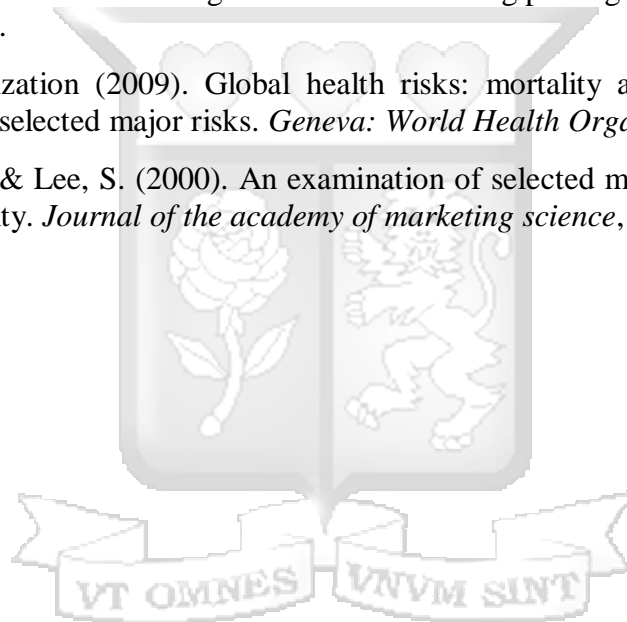 .
ization (2009). Global health risks: mortality a
selected major risks. Geneva: World Health Orga
& Lee, S. (2000). An examination of selected m
ty. Journal of the academy of marketing science,
VT OMNES VNVM SINT